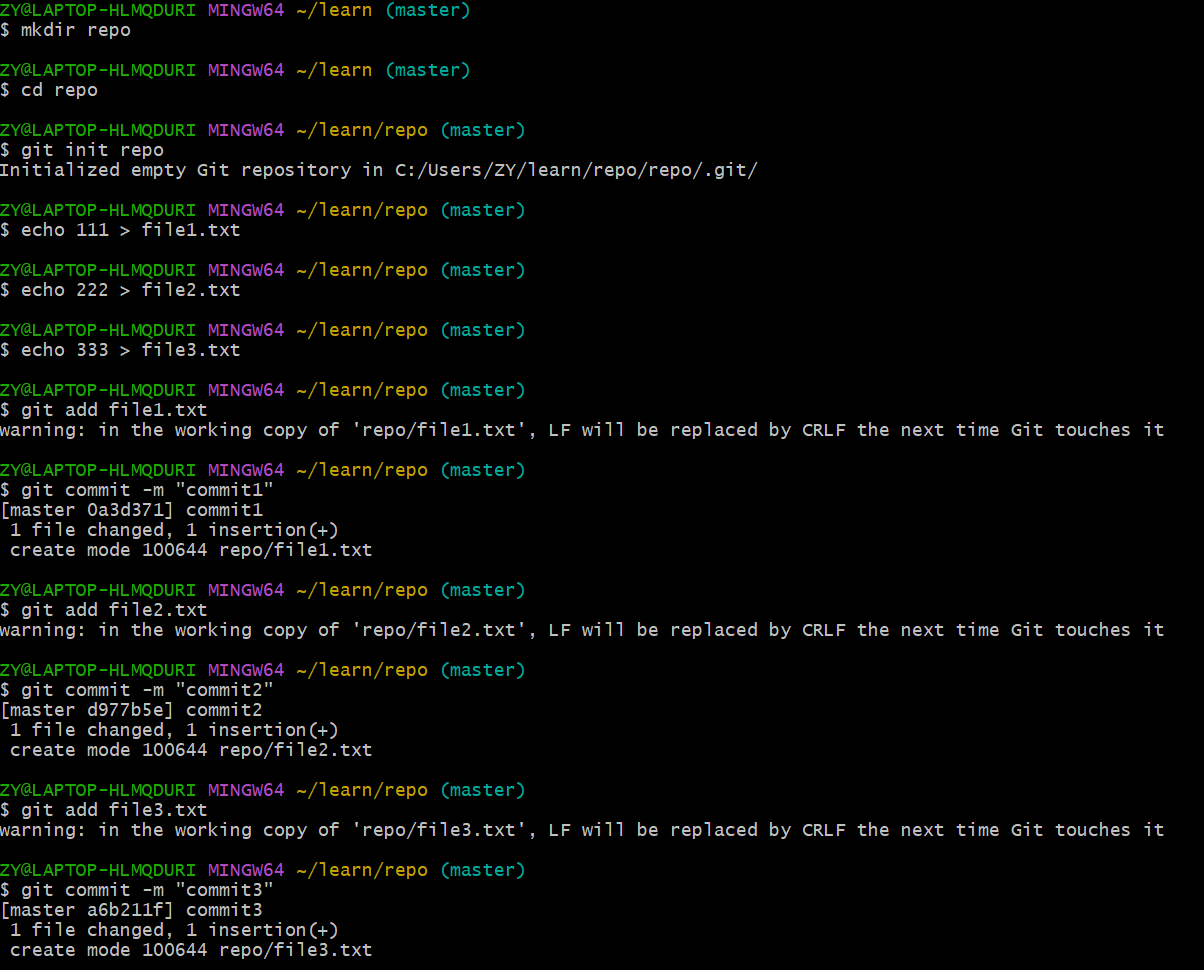 ZY@LAPTOP-HLMQDURI MINGW64 ~/learn (master)
$ mkdir repo
ZY@LAPTOP-HLMQDURI MINGW64 ~/learn (master)
$ cd repo
ZY@LAPTOP-HLMQDURI MINGW64 ~/learn/repo (master)
$ git init repo
Initialized empty Git repository in C:/Users/ZY/learn/repo/repo/.git/
ZY@LAPTOP-HLMQDURI MINGW64 ~/learn/repo (master)
$ echo 111 > file1.txt
ZY@LAPTOP-HLMQDURI MINGW64 ~/learn/repo (master)
$ echo 222 > file2.txt
ZY@LAPTOP-HLMQDURI MINGW64 ~/learn/repo (master)
$ echo 333 > file3.txt
ZY@LAPTOP-HLMQDURI MINGW64 ~/learn/repo (master)
$ git add file1.txt
warning: in the working copy of 'repo/file1.txt', LF will be replaced by CRLF the next time Git touches it
ZY@LAPTOP-HLMQDURI MINGW64 ~/learn/repo (master)
$ git commit -m "commit1"
[master 0a3d371] commit1
1 file changed, 1 insertion(+)
create mode 100644 repo/file1.txt
ZY@LAPTOP-HLMQDURI MINGW64 ~/learn/repo (master)
$ git add file2.txt
warning: in the working copy of 'repo/file2.txt', LF will be replaced by CRLF the next time Git touches it
ZY@LAPTOP-HLMQDURI MINGW64 ~/learn/repo (master)
$ git commit -m "commit2"
[master d977b5e] commit2
1 file changed, 1 insertion(+)
create mode 100644 repo/file2.txt
ZY@LAPTOP-HLMQDURI MINGW64 ~/learn/repo (master)
$ git add file3.txt
warning: in the working copy of 'repo/file3.txt', LF will be replaced by CRLF the next time Git touches it
ZY@LAPTOP-HLMQDURI MINGW64 ~/learn/repo (master)
$ git commit -m "commit3"
[master a6b211f] commit3
1 file changed, 1 insertion(+)
create mode 100644 repo/file3.txt